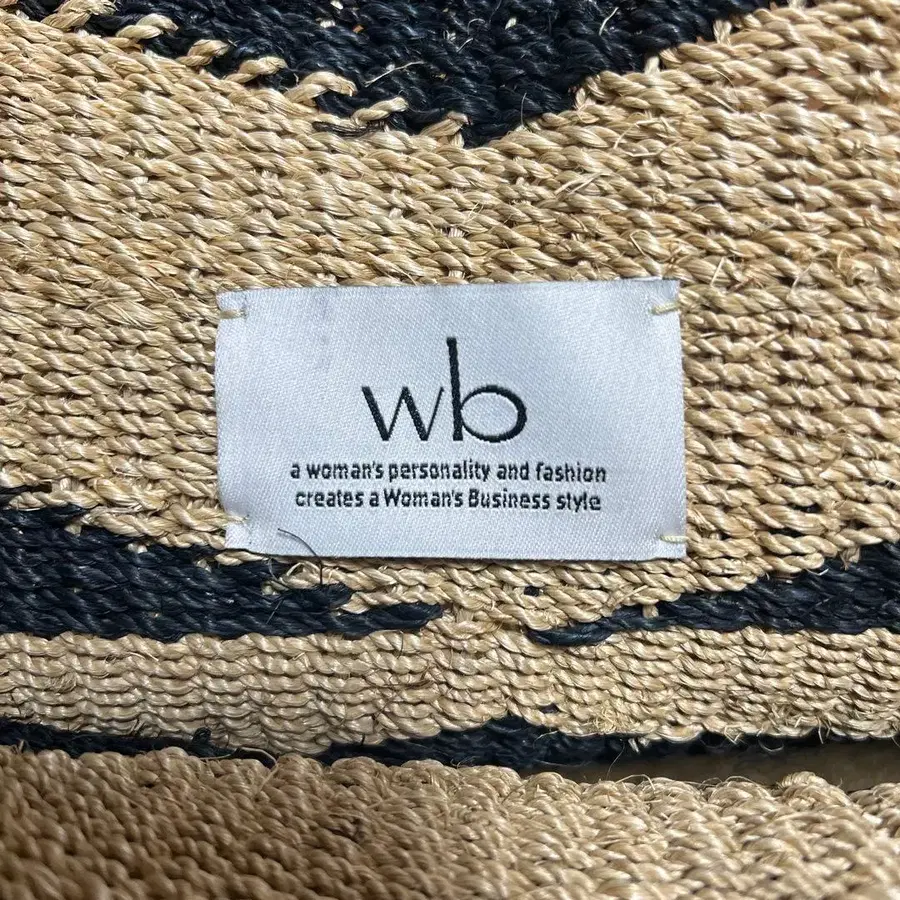 wb
a woman's personality and fashion
creates a Woman's Business style